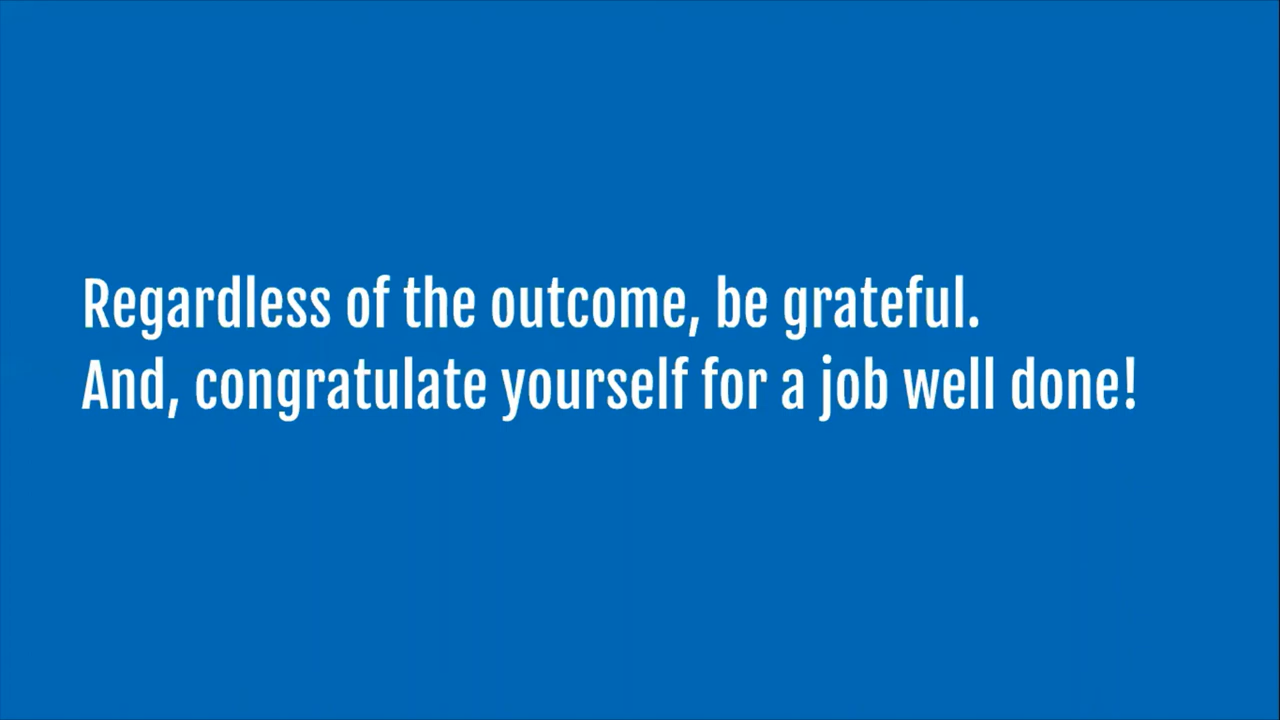 Regardless of the outcome, be grateful.
And, congratulate yourself for a job well done!